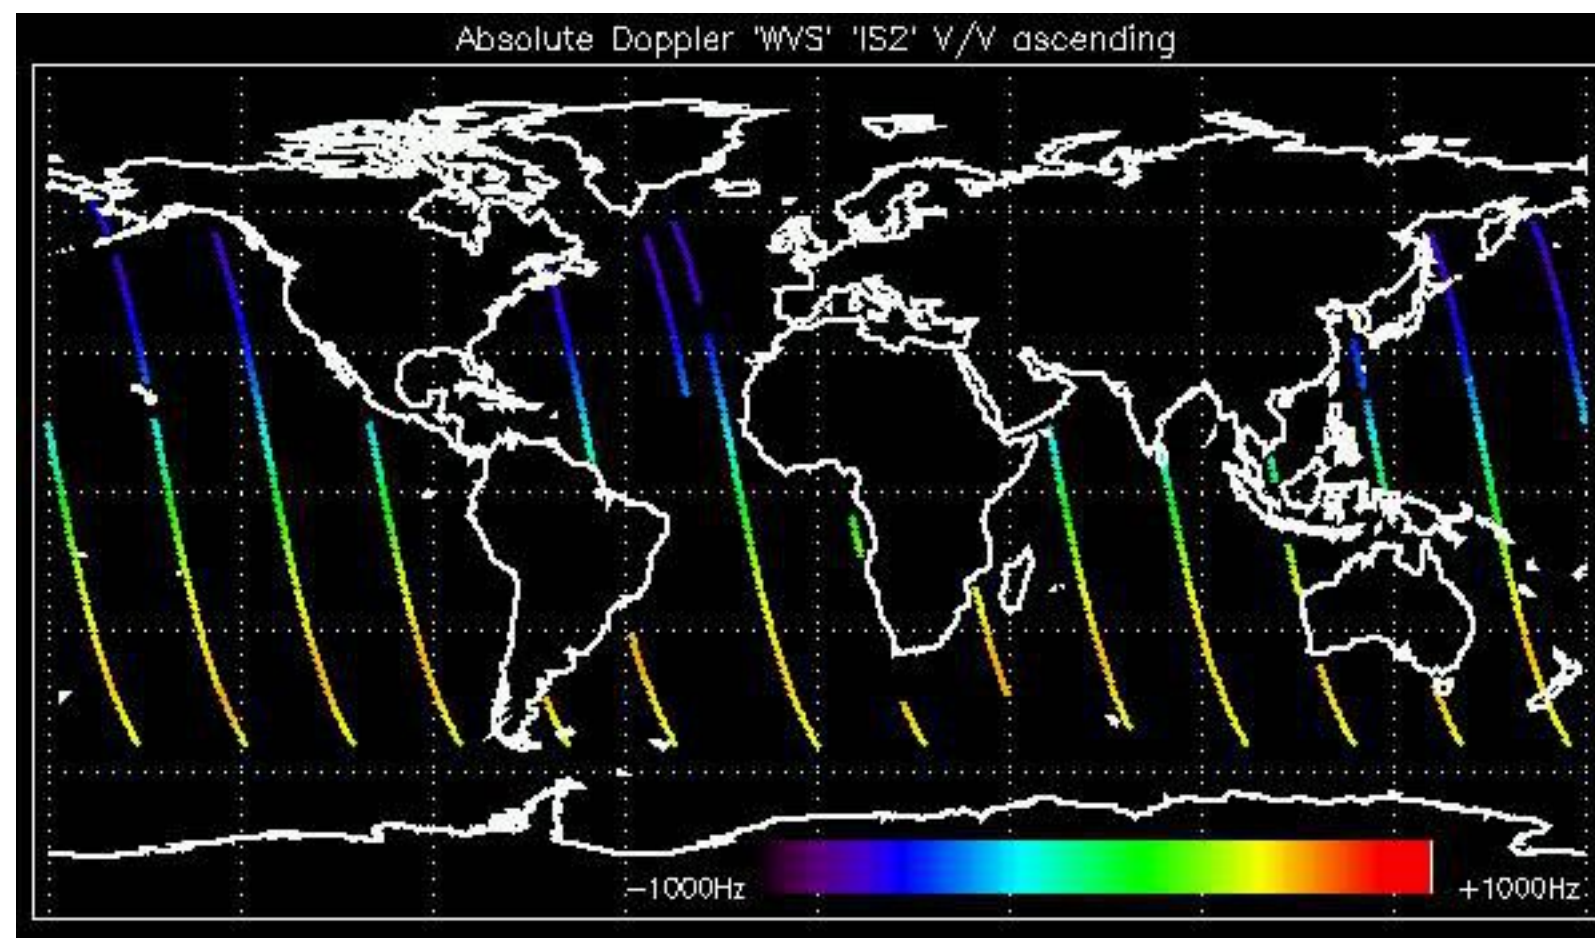 Absolute Doppler 'WVS' 'IS2' V/V ascending
-1000Hz
+1000Hz